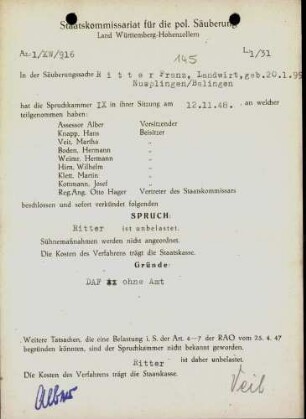 Staatskommissariat für die pol. Säuberung
Land Württemberg-Hohenzollern
Az: 1/XW/916
145
L 1/31
In der Säuberungssache R i t t e r Franz, Landwirt, geb. 20.1.95
Nusplingen/Balingen
hat die Spruchkammer IX in ihrer Sitzung am 12.11.48. an welcher
teilgenommen haben:
Assessor Alber Vorsitzender
Knapp, Hans Beisitzer
Veit, Martha
Boden, Hermann
Weime, Hermann
Hirn, Wilhelm
Klett, Martin
Kottmann, Josef
Reg.Ang. Otto Hager Vertreter des Staatskommissars
beschlossen und sofort verkündet folgenden
SPRUCH:
Ritter ist unbelastet.
Sühnemaßnahmen werden nicht angeordnet.
Die Kosten des Verfahrens trägt die Staatskasse.
Gründe:
DAF ohne Amt
Weitere Tatsachen, die eine Belastung i. S. der Art. 4-7 der RAO vom 25. 4. 47
begründen könnten, sind der Spruchkammer nicht bekannt geworden.
Ritter ist daher unbelastet.
Die Kosten des Verfahrens trägt die Staatskasse.
Alber
Veit